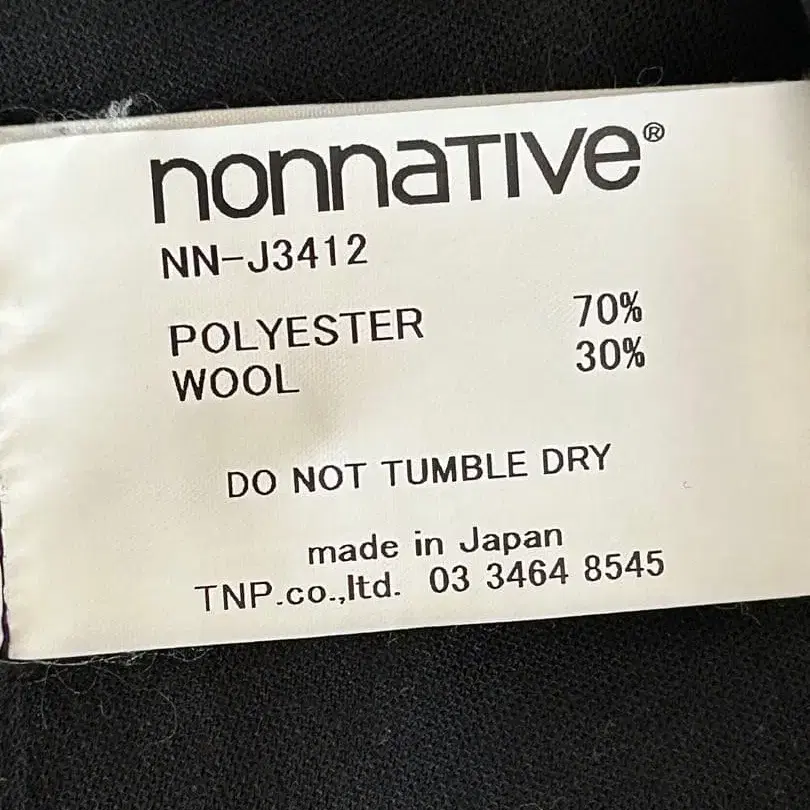 nonnative®
NN-J3412
POLYESTER 70%
WOOL 30%
DO NOT TUMBLE DRY
made in Japan
TNP.co.,ltd. 03 3464 8545